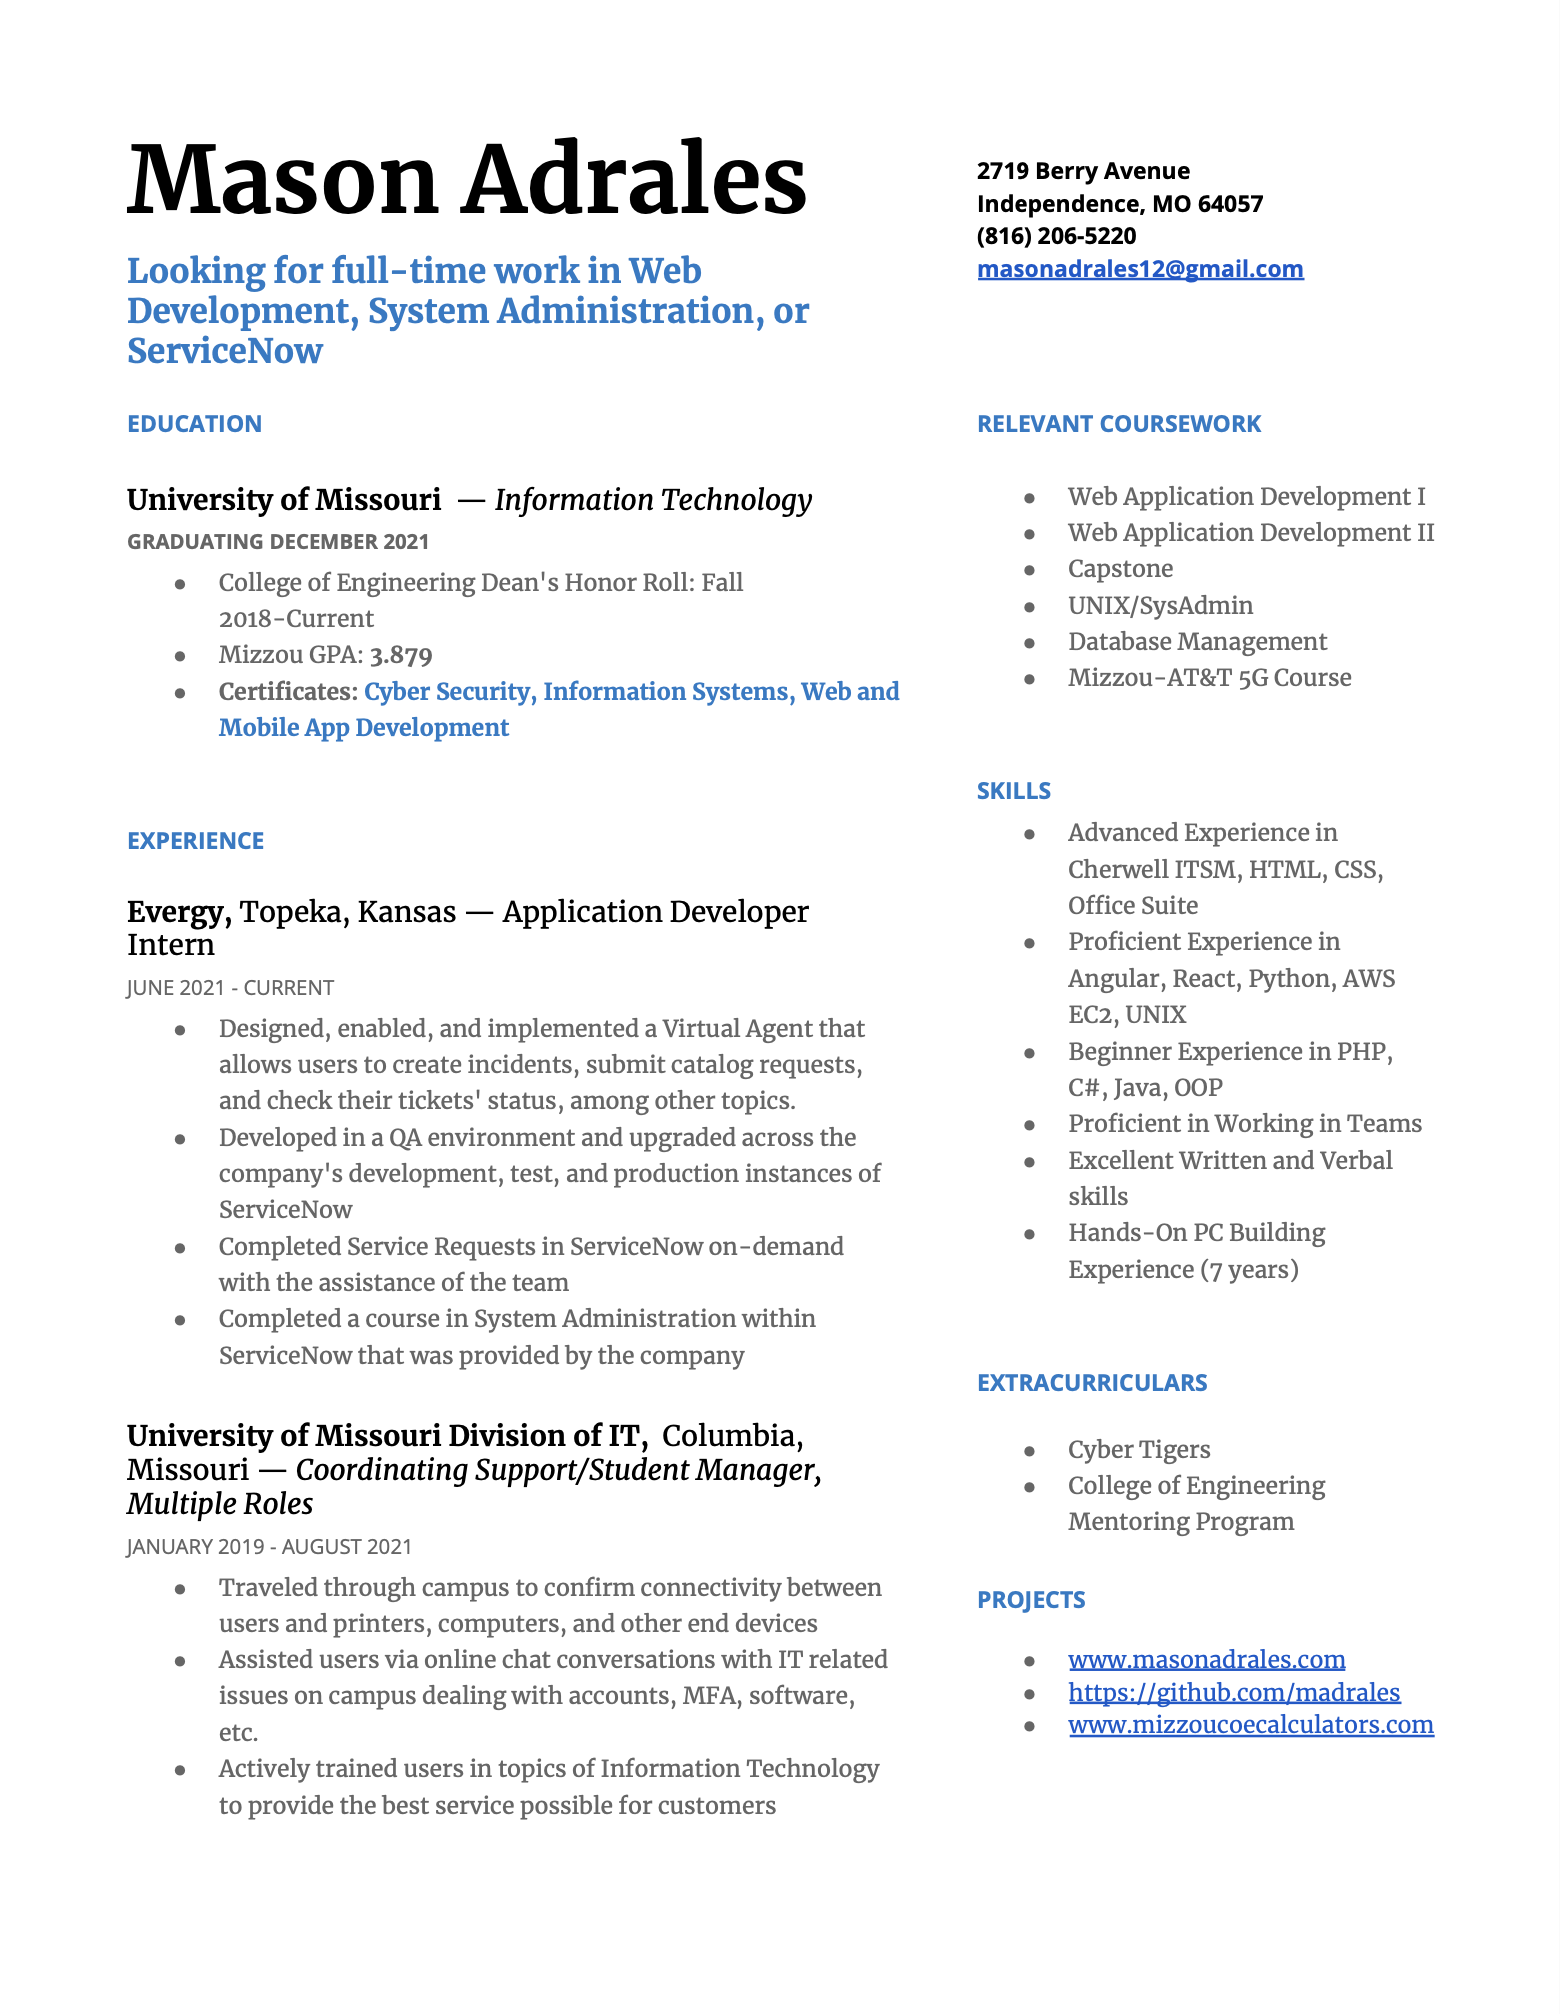 Mason Adrales
Looking for full-time work in Web
Development, System Administration, or
ServiceNow
2719 Berry Avenue
Independence, MO 64057
(816) 206-5220
masonadrales12@gmail.com
EDUCATION
University of Missouri — Information Technology
GRADUATING DECEMBER 2021
● College of Engineering Dean's Honor Roll: Fall
2018-Current
● Mizzou GPA: 3.879
● Certificates: Cyber Security, Information Systems, Web and
Mobile App Development
EXPERIENCE
Evergy, Topeka, Kansas — Application Developer
Intern
JUNE 2021 - CURRENT
● Designed, enabled, and implemented a Virtual Agent that
allows users to create incidents, submit catalog requests,
and check their tickets' status, among other topics.
● Developed in a QA environment and upgraded across the
company's development, test, and production instances of
ServiceNow
● Completed Service Requests in ServiceNow on-demand
with the assistance of the team
● Completed a course in System Administration within
ServiceNow that was provided by the company
University of Missouri Division of IT, Columbia,
Missouri — Coordinating Support/Student Manager,
Multiple Roles
JANUARY 2019 - AUGUST 2021
● Traveled through campus to confirm connectivity between
users and printers, computers, and other end devices
● Assisted users via online chat conversations with IT related
issues on campus dealing with accounts, MFA, software,
etc.
● Actively trained users in topics of Information Technology
to provide the best service possible for customers
RELEVANT COURSEWORK
● Web Application Development I
● Web Application Development II
● Capstone
● UNIX/SysAdmin
● Database Management
● Mizzou-AT&T 5G Course
SKILLS
● Advanced Experience in
Cherwell ITSM, HTML, CSS,
Office Suite
● Proficient Experience in
Angular, React, Python, AWS
EC2, UNIX
● Beginner Experience in PHP,
C#, Java, OOP
● Proficient in Working in Teams
● Excellent Written and Verbal
skills
● Hands-On PC Building
Experience (7 years)
EXTRACURRICULARS
● Cyber Tigers
● College of Engineering
Mentoring Program
PROJECTS
● www.masonadrales.com
● https://github.com/madrales
● www.mizzoucoecalculators.com